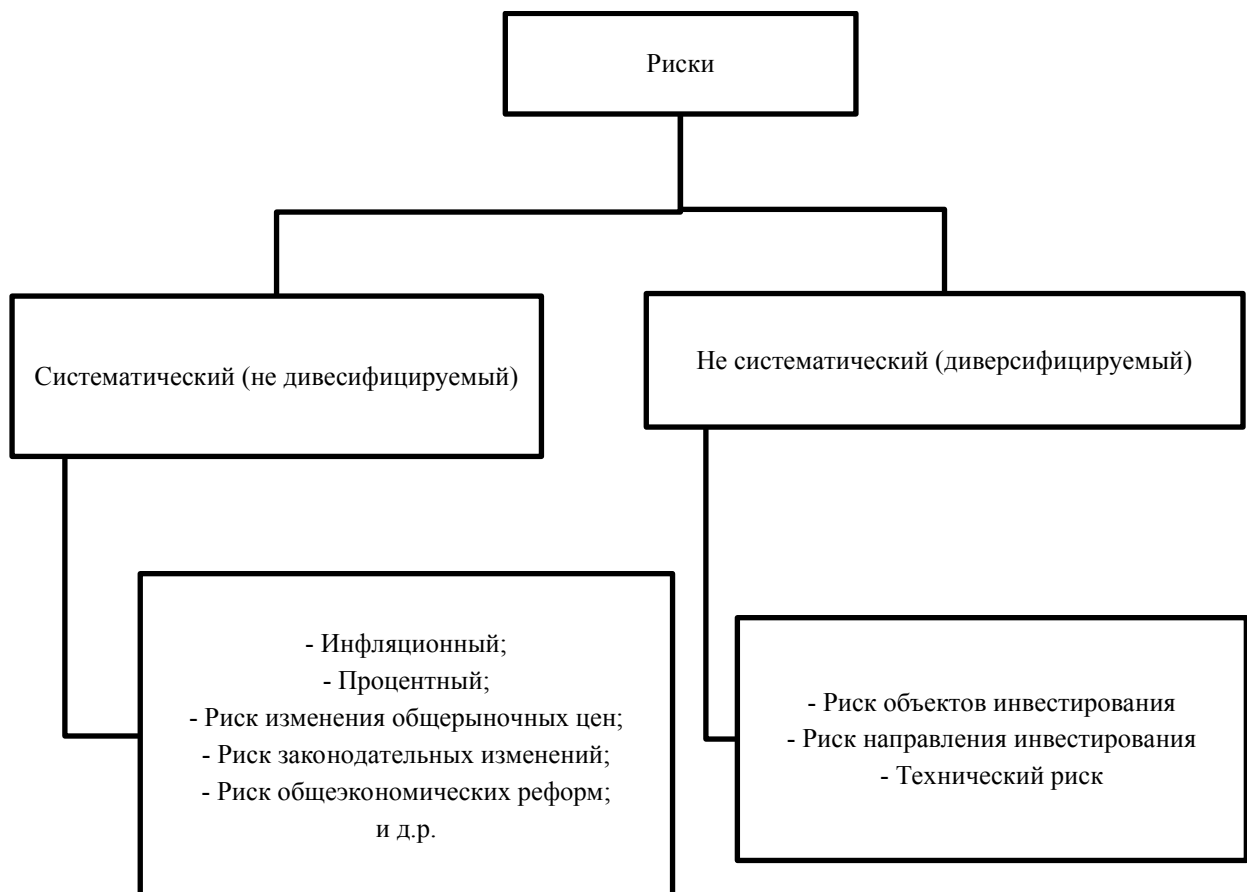 Риски
Систематический (не дивесифицируемый)
Не систематический (диверсифицируемый)
- Инфляционный;
- Процентный;
- Риск изменения общерыночных цен;
- Риск законодательных изменений;
- Риск общеэкономических реформ;
и д.р.
- Риск объектов инвестирования
- Риск направления инвестирования
- Технический риск